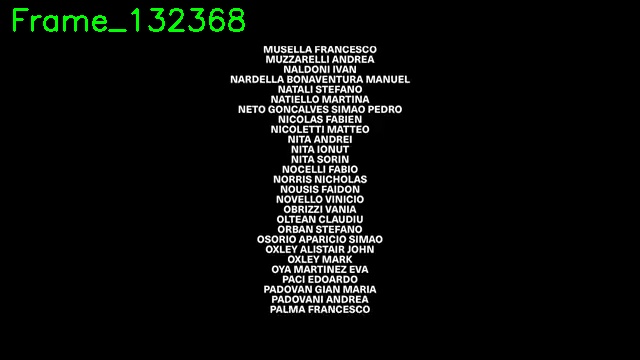 Frame_132368
MUSELLA FRANCESCO
MUZZARELLI ANDREA
NALDONI IVAN
NARDELLA BONAVENTURA MANUEL
NATALI STEFANO
NATIELLO MARTINA
NETO GONCALVES SIMAO PEDRO
NICOLAS FABIEN
NICOLETTI MATTEO
NITA ANDREI
NITA IONUT
NITA SORIN
NOCELLI FABIO
NORRIS NICHOLAS
NOUSIS FAIDON
NOVELLO VINICIO
OBRIZZI VANIA
OLTEAN CLAUDIU
ORBAN STEFANO
OSORIO APARICIO SIMAO
OXLEY ALISTAIR JOHN
OXLEY MARK
OYA MARTINEZ EVA
PACI EDOARDO
PADOVAN GIAN MARIA
PADOVANI ANDREA
PALMA FRANCESCO